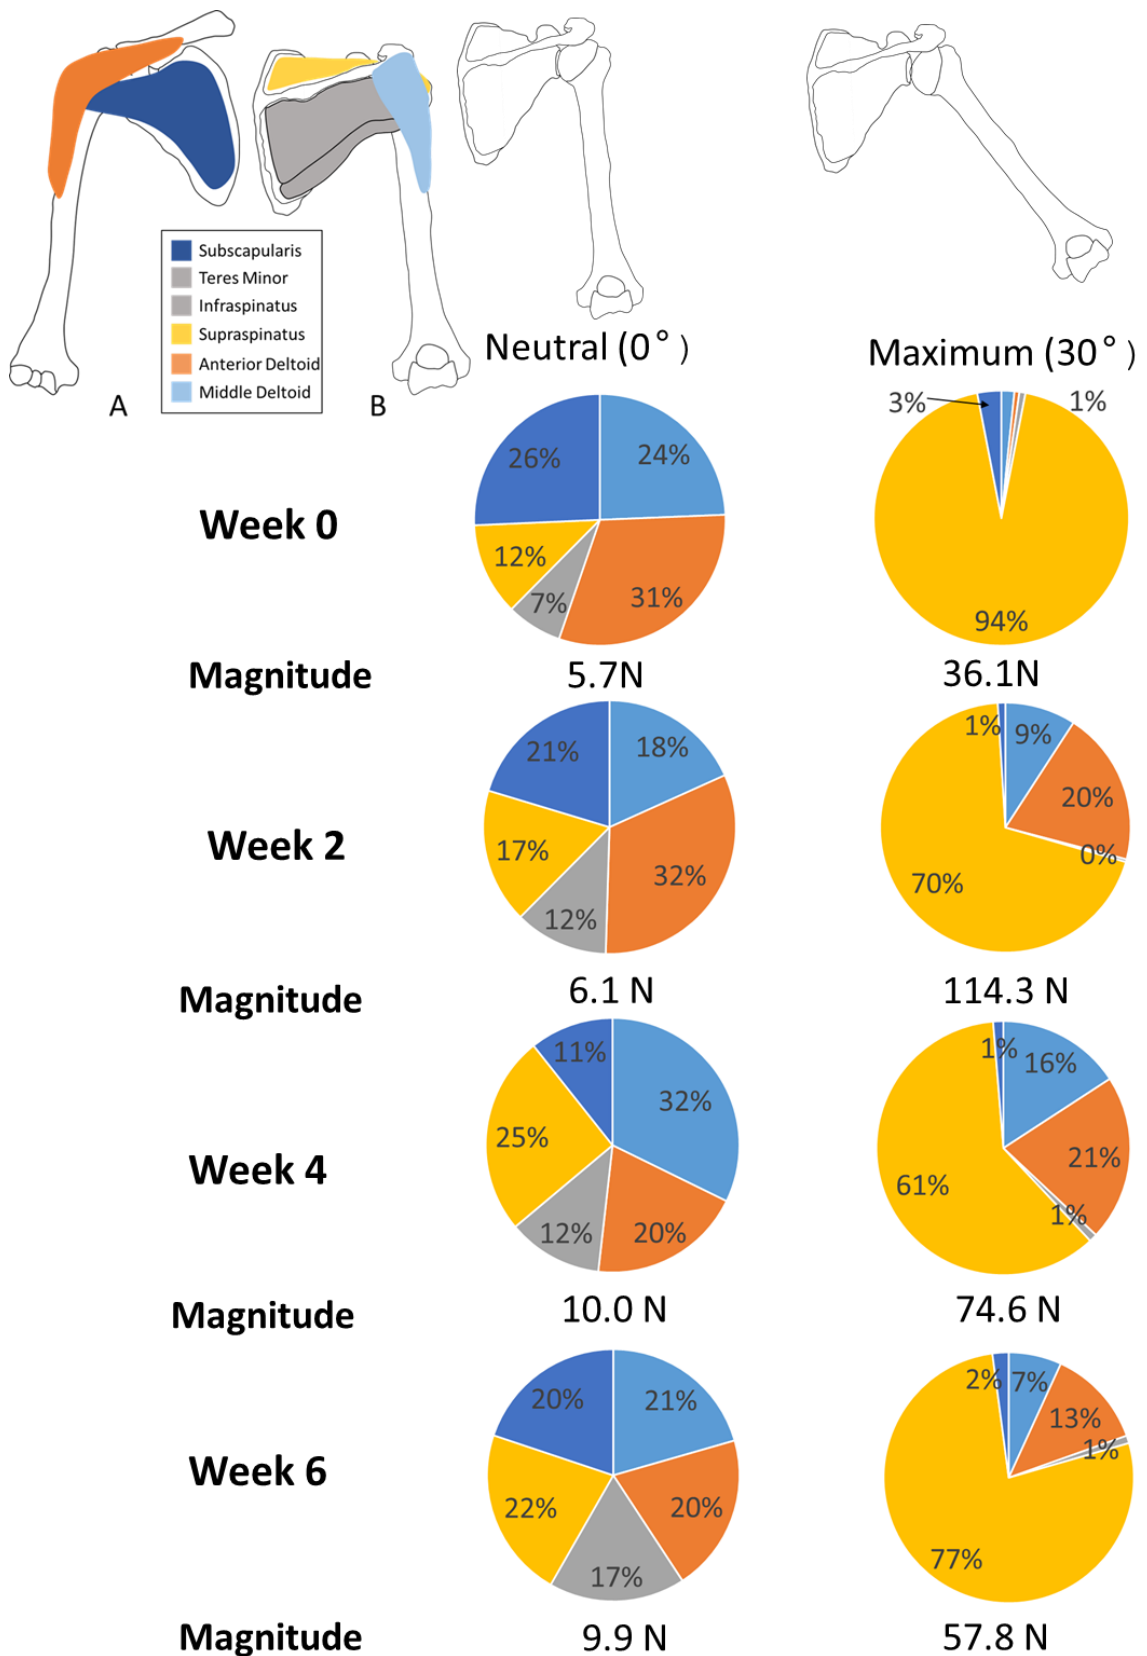 Subscapularis
Teres Minor
Infraspinatus
Supraspinatus
Anterior Deltoid
Middle Deltoid
A
B
Neutral (0°)
Maximum (30°)
Week 0
26%
24%
12%
7%
31%
3%
1%
94%
Magnitude
5.7N
36.1N
Week 2
21%
18%
17%
32%
12%
1%
9%
20%
0%
70%
Magnitude
6.1 N
114.3 N
Week 4
11%
32%
25%
12%
20%
1%
16%
21%
61%
1%
Magnitude
10.0 N
74.6 N
Week 6
20%
21%
22%
20%
17%
2%
7%
13%
1%
77%
Magnitude
9.9 N
57.8 N